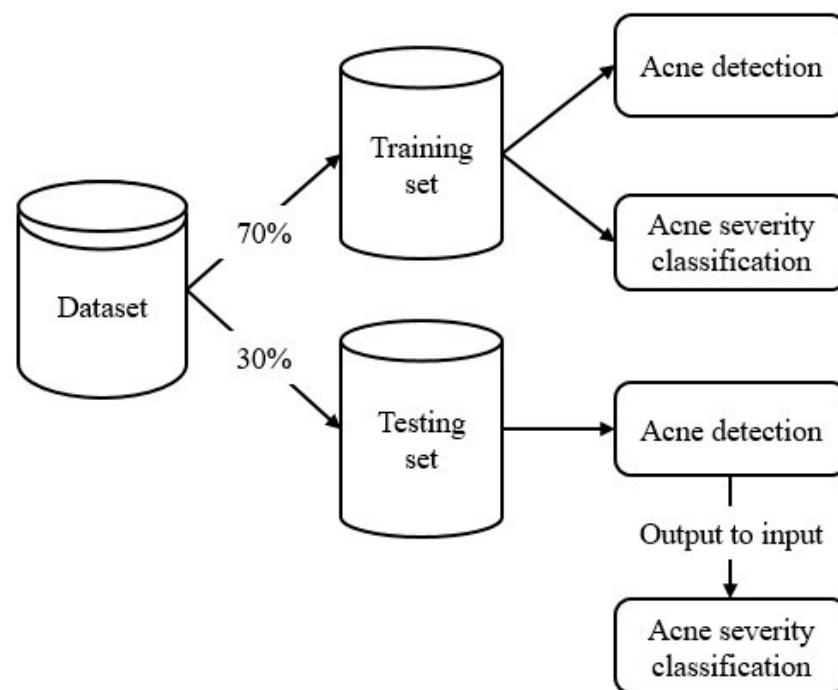 Acne detection
Training
set
70%
Acne severity
classification
Dataset
30%
Testing
set
Acne detection
Output to input
Acne severity
classification